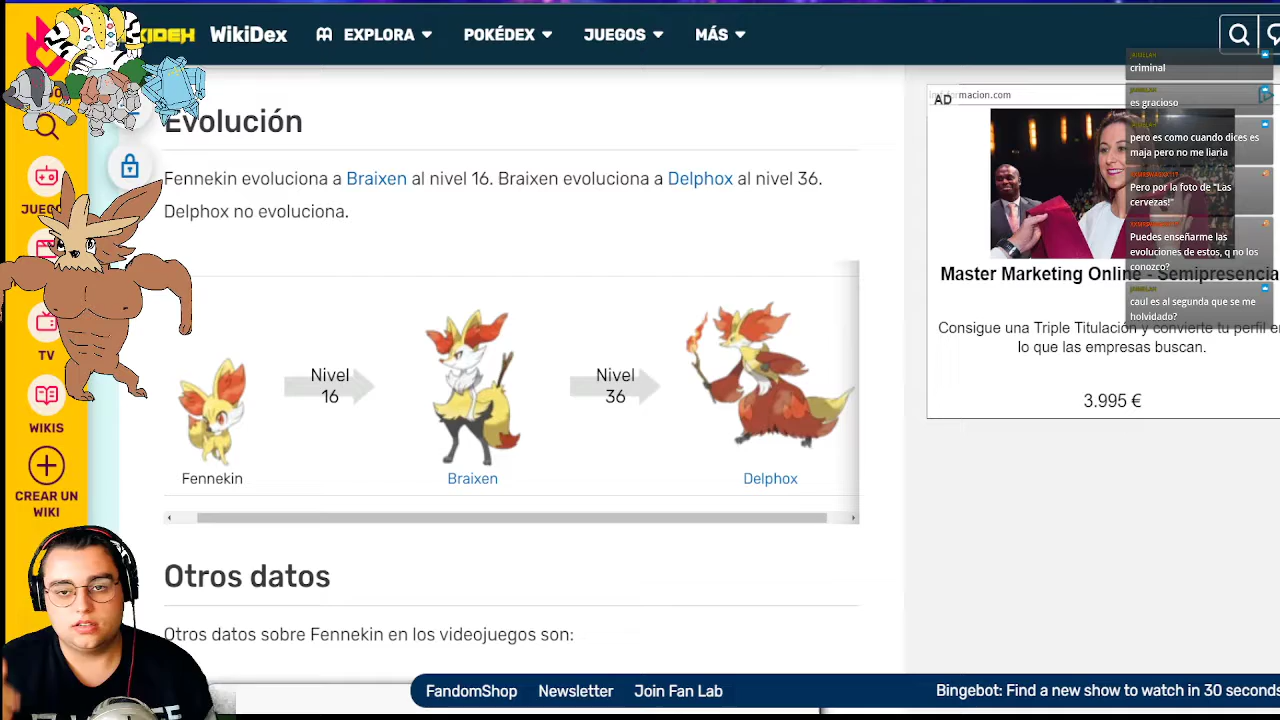 WikiDex
EXPLORA
POKÉDEX
JUEGOS
MÁS
Evolución
Fennekin evoluciona a Braixen al nivel 16. Braixen evoluciona a Delphox al nivel 36.
Delphox no evoluciona.
Nivel
16
Nivel
36
Fennekin
Braixen
Delphox
Otros datos
Otros datos sobre Fennekin en los videojuegos son:
TV
WIKIS
CREAR UN
WIKI
AD
Master Marketing Online - Semipresencia
Consigue una Triple Titulación y convierte tu perfil en
lo que las empresas buscan.
3.995 €
criminal
es gracioso
pero es como cuando dices es
maja pero no me liaria
Pero por la foto de "Las
cervezas!"
Puedes enseñarme las
evoluciones de estos, q no los
conozco?
caul es al segunda que se me
holvidado?
FandomShop
Newsletter
Join Fan Lab
Bingebot: Find a new show to watch in 30 seconds